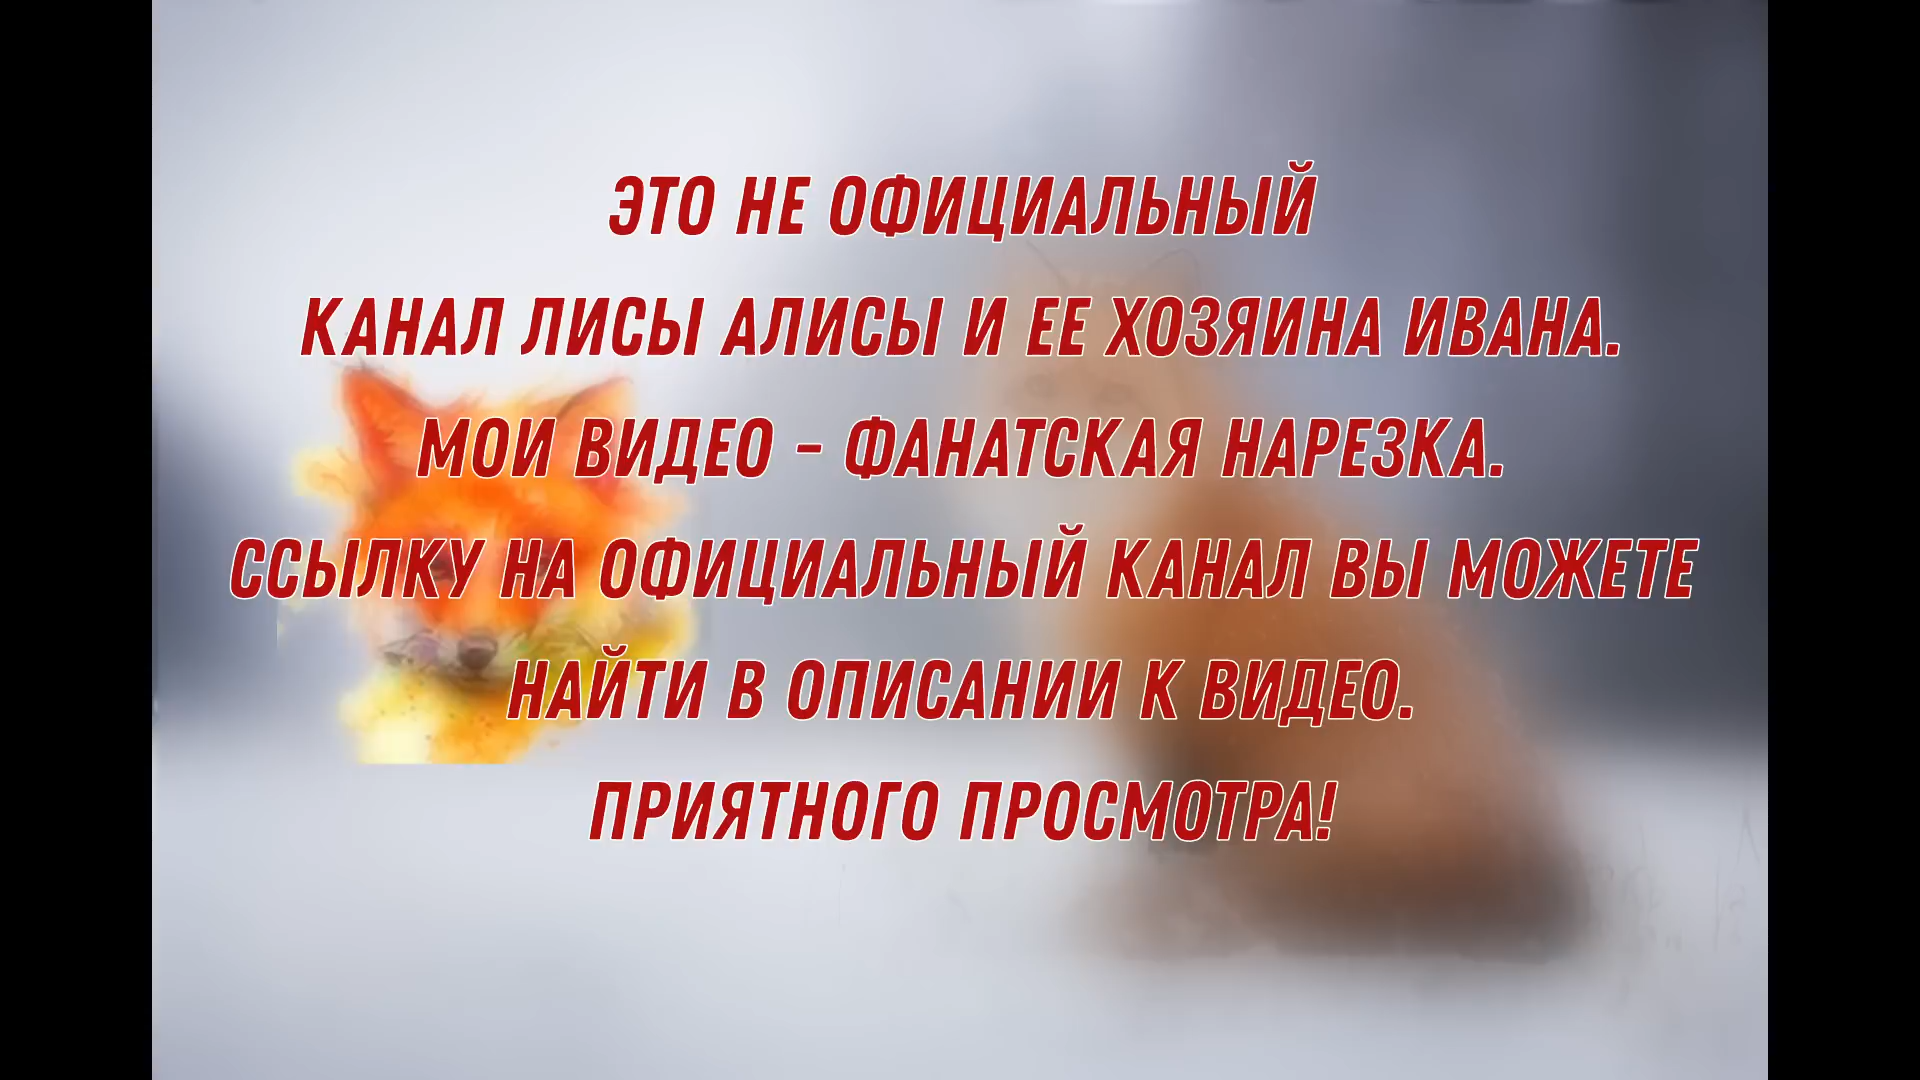 ЭТО НЕ ОФИЦИАЛЬНЫЙ
КАНАЛ ЛИСЫ АЛИСЫ И ЕЕ ХОЗЯИНА ИВАНА.
МОИ ВИДЕО - ФАНАТСКАЯ НАРЕЗКА.
ССЫЛКУ НА ОФИЦИАЛЬНЫЙ КАНАЛ ВЫ МОЖЕТЕ
НАЙТИ В ОПИСАНИИ К ВИДЕО.
ПРИЯТНОГО ПРОСМОТРА!